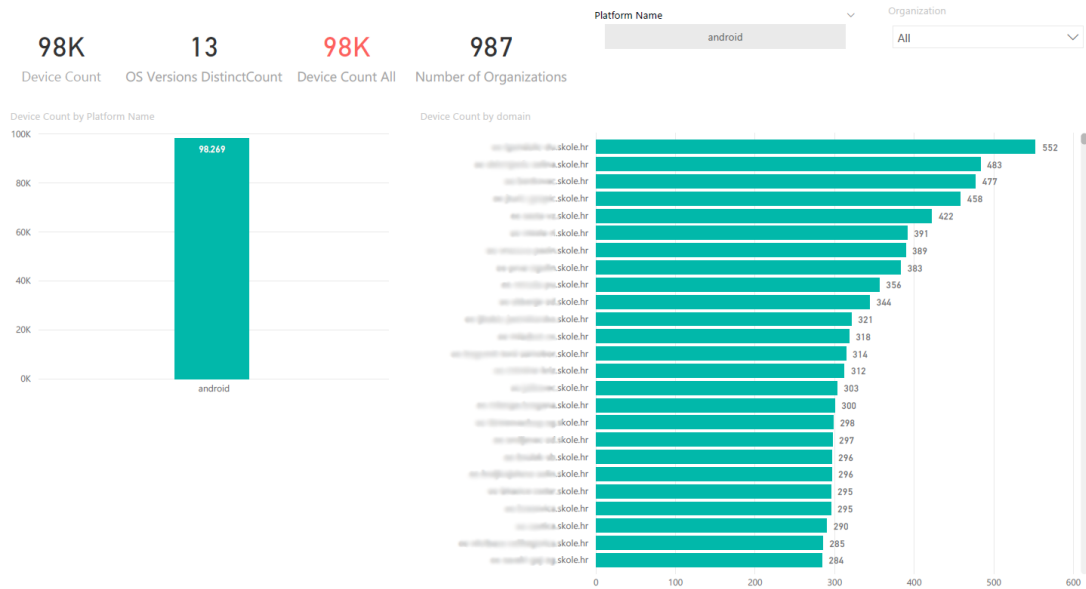 Platform Name
android
Organization
All
98K
Device Count
13
OS Versions DistinctCount
98K
Device Count All
987
Number of Organizations
Device Count by Platform Name
100K
80K
60K
40K
20K
0K
98.269
android
Device Count by domain
.skole.hr 552
.skole.hr 483
.skole.hr 477
.skole.hr 458
.skole.hr 422
.skole.hr 391
.skole.hr 389
.skole.hr 383
.skole.hr 356
.skole.hr 344
.skole.hr 321
.skole.hr 318
.skole.hr 314
.skole.hr 312
.skole.hr 303
.skole.hr 300
.skole.hr 298
.skole.hr 297
.skole.hr 296
.skole.hr 296
.skole.hr 295
.skole.hr 295
.skole.hr 290
.skole.hr 285
.skole.hr 284
0 100 200 300 400 500 600